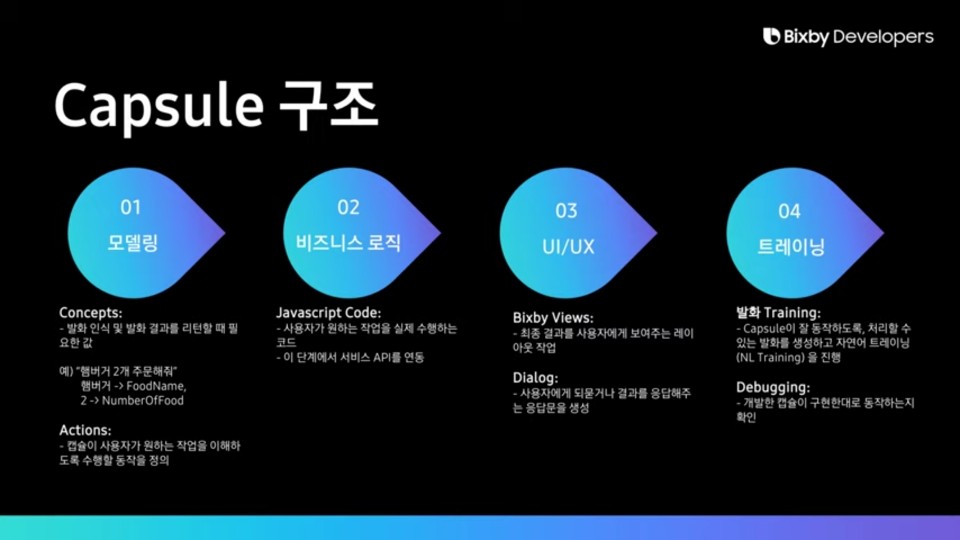 Bixby Developers
Capsule 구조
01
모델링
Concepts:
- 발화 인식 및 발화 결과를 리턴할 때 필
요한 값
예) “햄버거 2개 주문해줘”
햄버거 -> FoodName,
2 -> NumberOfFood
Actions:
- 캡슐이 사용자가 원하는 작업을 이해하
도록 수행할 동작을 정의
02
비즈니스 로직
Javascript Code:
- 사용자가 원하는 작업을 실제 수행하는
코드
- 이 단계에서 서비스 API를 연동
03
UI/UX
Bixby Views:
- 최종 결과를 사용자에게 보여주는 레이
아웃 작업
Dialog:
- 사용자에게 되묻거나 결과를 응답해주
는 응답문을 생성
04
트레이닝
발화 Training:
- Capsule이 잘 동작하도록, 처리할 수
있는 발화를 생성하고 자연어 트레이닝
(NL Training) 을 진행
Debugging:
- 개발한 캡슐이 구현한대로 동작하는지
확인